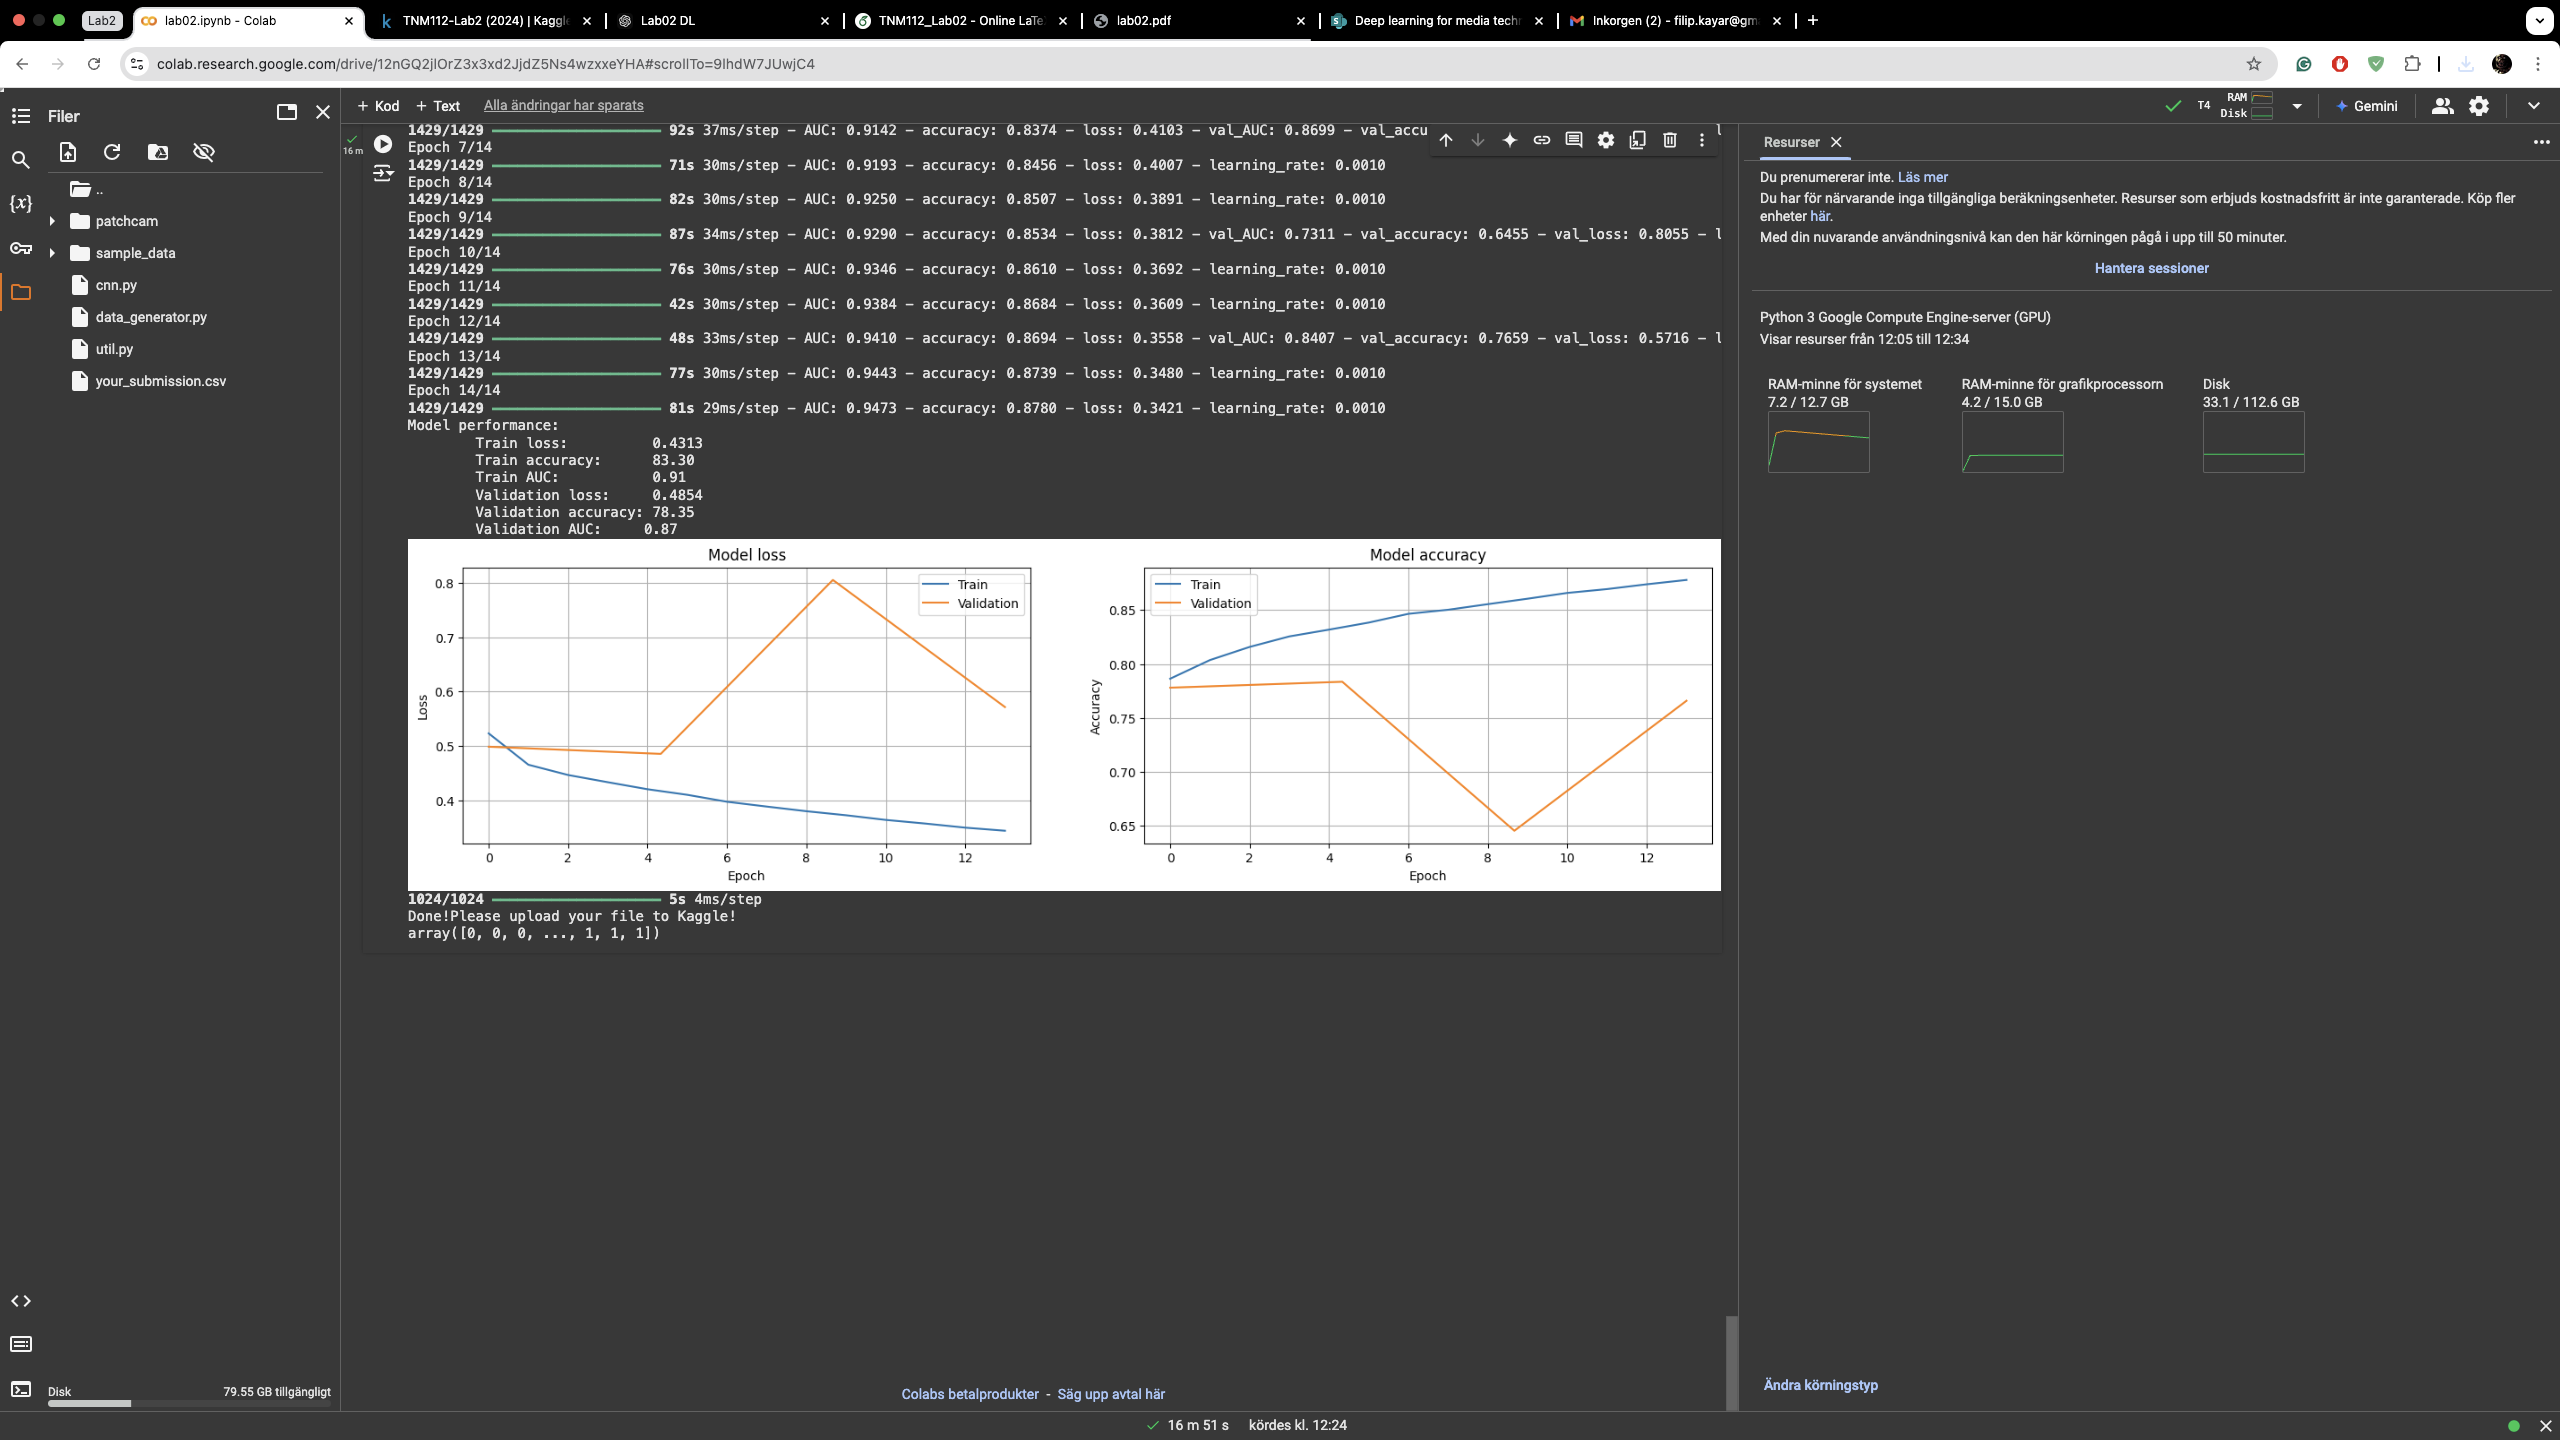 Lab2
lab02.ipynb - Colab
TNM112-Lab2 (2024) | Kaggle
Lab02 DL
TNM112_Lab02 - Online LaTe
lab02.pdf
Deep learning for media techn
Inkorgen (2) - filip.kayar@gm
colab.research.google.com/drive/12nGQ2jlOrZ3x3xd2JjdZ5Ns4wzxxeYHA#scrollTo=9lhdW7JUwjC4
Filer
+ Kod + Text Alla ändringar har sparats
T4 RAM
Disk
Gemini
..
patchcam
sample_data
cnn.py
data_generator.py
util.py
your_submission.csv
Disk 79.55 GB tillgängligt
16 m
1429/1429 92s 37ms/step - AUC: 0.9142 - accuracy: 0.8374 - loss: 0.4103 - val_AUC: 0.8699 - val_accu
Epoch 7/14
1429/1429 71s 30ms/step - AUC: 0.9193 - accuracy: 0.8456 - loss: 0.4007 - learning_rate: 0.0010
Epoch 8/14
1429/1429 82s 30ms/step - AUC: 0.9250 - accuracy: 0.8507 - loss: 0.3891 - learning_rate: 0.0010
Epoch 9/14
1429/1429 87s 34ms/step - AUC: 0.9290 - accuracy: 0.8534 - loss: 0.3812 - val_AUC: 0.7311 - val_accuracy: 0.6455 - val_loss: 0.8055 - l
Epoch 10/14
1429/1429 76s 30ms/step - AUC: 0.9346 - accuracy: 0.8610 - loss: 0.3692 - learning_rate: 0.0010
Epoch 11/14
1429/1429 42s 30ms/step - AUC: 0.9384 - accuracy: 0.8684 - loss: 0.3609 - learning_rate: 0.0010
Epoch 12/14
1429/1429 48s 33ms/step - AUC: 0.9410 - accuracy: 0.8694 - loss: 0.3558 - val_AUC: 0.8407 - val_accuracy: 0.7659 - val_loss: 0.5716 - l
Epoch 13/14
1429/1429 77s 30ms/step - AUC: 0.9443 - accuracy: 0.8739 - loss: 0.3480 - learning_rate: 0.0010
Epoch 14/14
1429/1429 81s 29ms/step - AUC: 0.9473 - accuracy: 0.8780 - loss: 0.3421 - learning_rate: 0.0010
Model performance:
Train loss: 0.4313
Train accuracy: 83.30
Train AUC: 0.91
Validation loss: 0.4854
Validation accuracy: 78.35
Validation AUC: 0.87
Model loss
Train
Validation
0.8
0.7
0.6
0.5
0.4
Loss
0 2 4 6 8 10 12
Epoch
Model accuracy
Train
Validation
0.85
0.80
0.75
0.70
0.65
Accuracy
0 2 4 6 8 10 12
Epoch
1024/1024 5s 4ms/step
Done!Please upload your file to Kaggle!
array([0, 0, 0, ..., 1, 1, 1])
Colabs betalprodukter - Säg upp avtal här
Resurser
Du prenumererar inte. Läs mer
Du har för närvarande inga tillgängliga beräkningsenheter. Resurser som erbjuds kostnadsfritt är inte garanterade. Köp fler
enheter här.
Med din nuvarande användningsnivå kan den här körningen pågå i upp till 50 minuter.
Hantera sessioner
Python 3 Google Compute Engine-server (GPU)
Visar resurser från 12:05 till 12:34
RAM-minne för systemet
7.2 / 12.7 GB
RAM-minne för grafikprocessorn
4.2 / 15.0 GB
Disk
33.1 / 112.6 GB
Ändra körningstyp
16 m 51 s kördes kl. 12:24